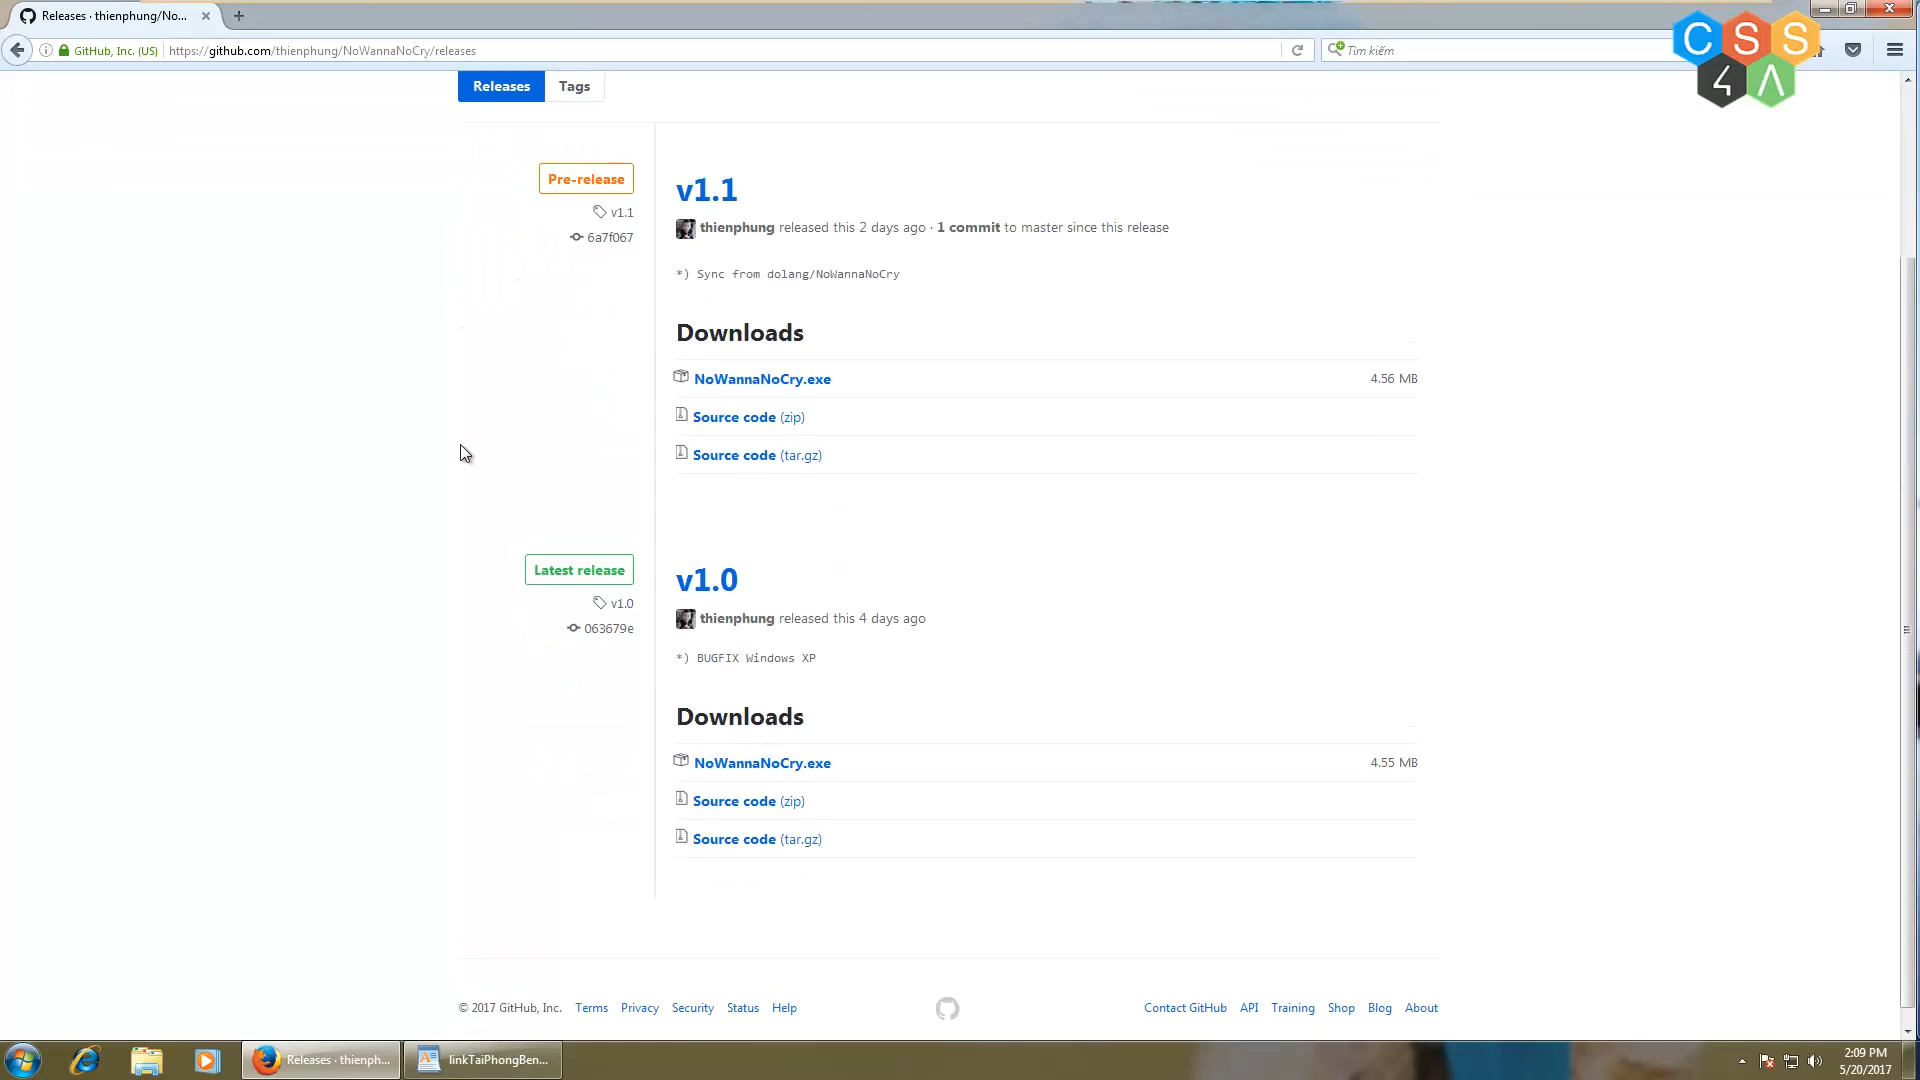 Releases · thienphung/No...
GitHub, Inc. (US)
https://github.com/thienphung/NoWannaNoCry/releases
Tìm kiếm
CSS
4Λ
Releases
Tags
Pre-release
v1.1
6a7f067
v1.1
thienphung released this 2 days ago · 1 commit to master since this release
*) Sync from dolang/NoWannaNoCry
Downloads
NoWannaNoCry.exe
4.56 MB
Source code (zip)
Source code (tar.gz)
Latest release
v1.0
063679e
v1.0
thienphung released this 4 days ago
*) BUGFIX Windows XP
Downloads
NoWannaNoCry.exe
4.55 MB
Source code (zip)
Source code (tar.gz)
© 2017 GitHub, Inc. Terms Privacy Security Status Help
Contact GitHub API Training Shop Blog About
Releases · thienph...
linkTaiPhongBen...
2:09 PM
5/20/2017